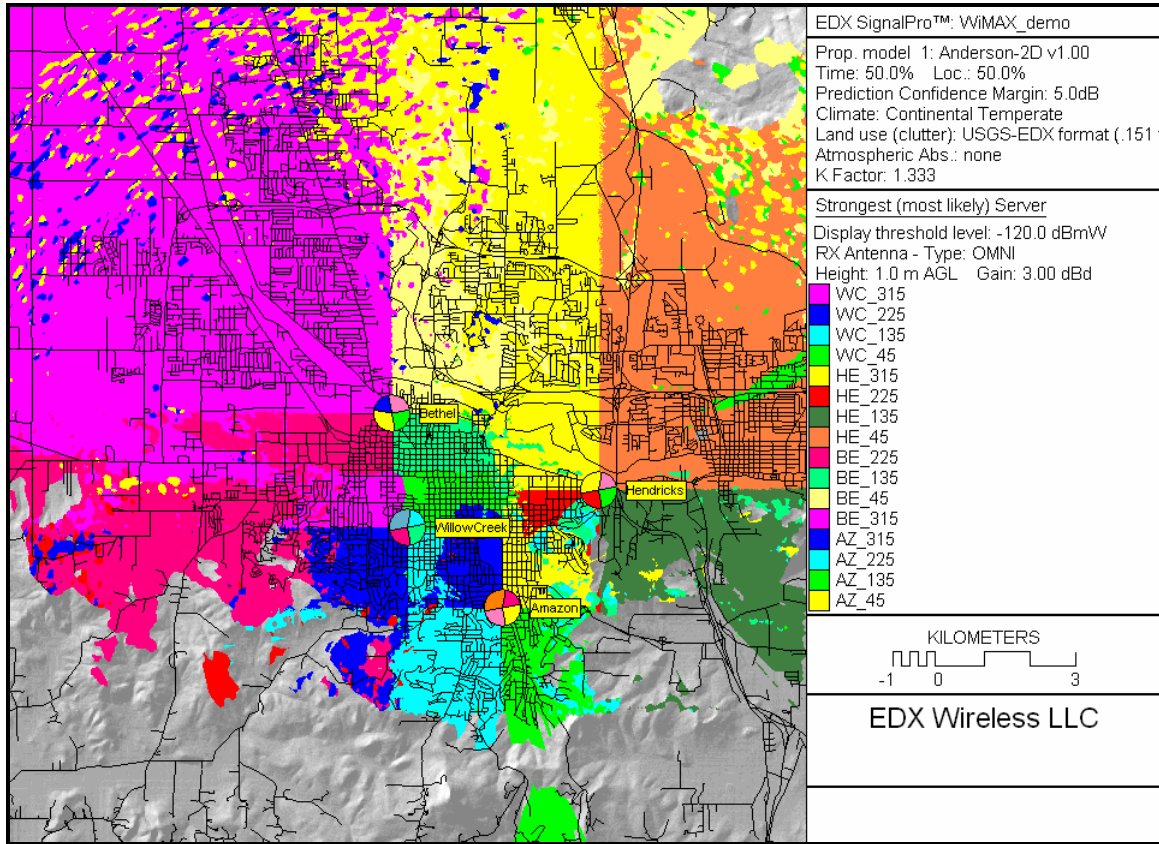 EDX SignalPro™: WiMAX_demo
Prop. model 1: Anderson-2D v1.00
Time: 50.0% Loc.: 50.0%
Prediction Confidence Margin: 5.0dB
Climate: Continental Temperate
Land use (clutter): USGS-EDX format (.151
Atmospheric Abs.: none
K Factor: 1.333
Strongest (most likely) Server
Display threshold level: -120.0 dBmW
RX Antenna - Type: OMNI
Height: 1.0 m AGL Gain: 3.00 dBd
WC_315
WC_225
WC_135
WC_45
HE_315
HE_225
HE_135
HE_45
BE_225
BE_135
BE_45
BE_315
AZ_315
AZ_225
AZ_135
AZ_45
KILOMETERS
-1 0 3
EDX Wireless LLC
Bethel
Hendricks
WillowCreek
Amazon